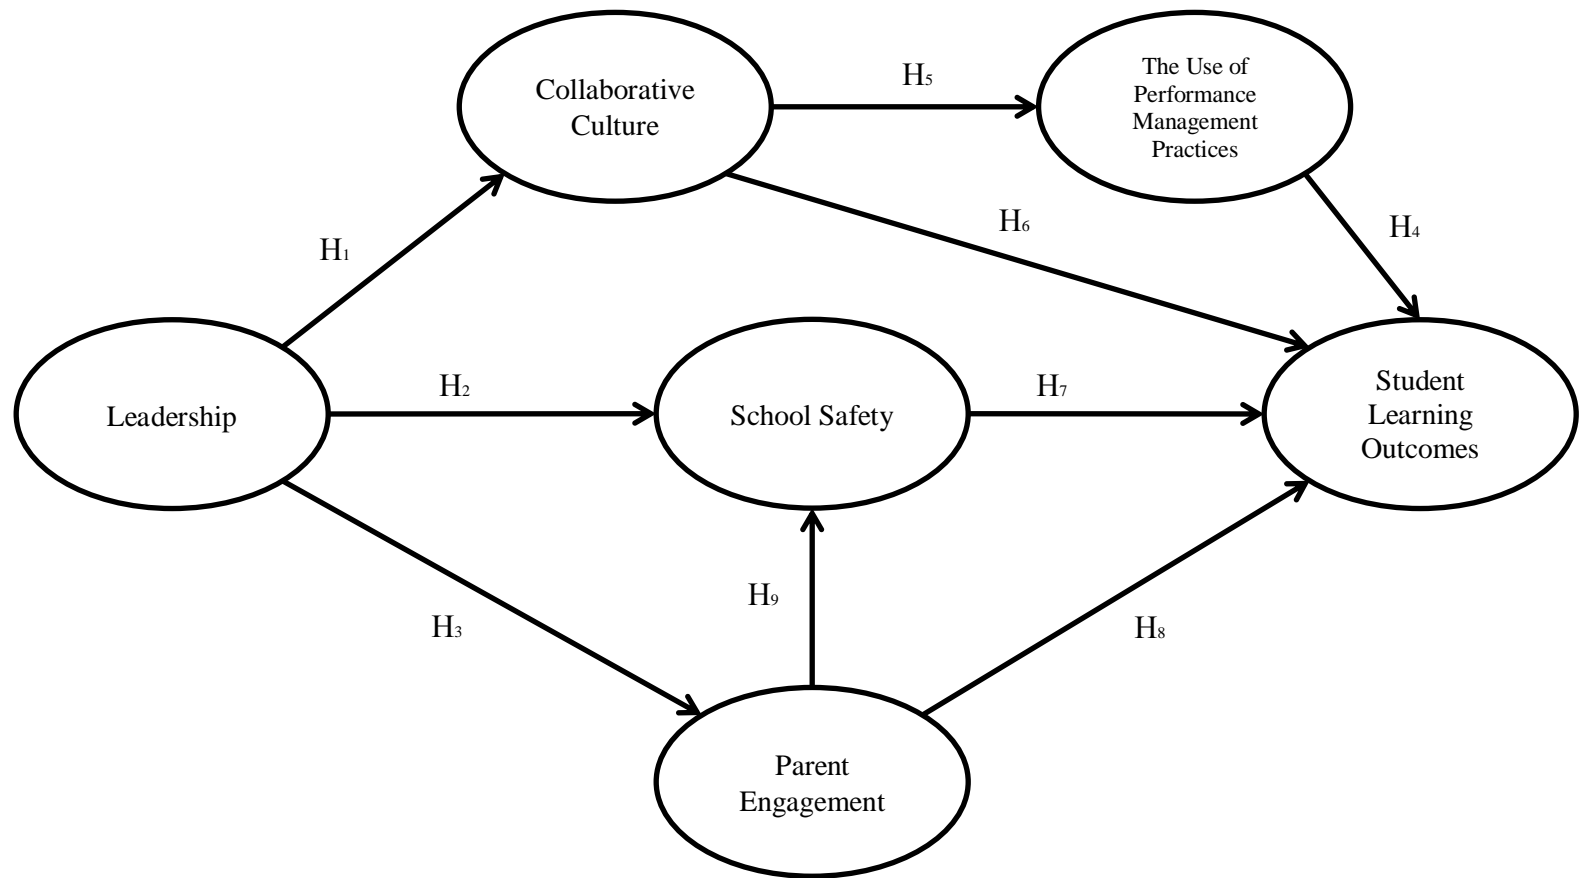 Collaborative
Culture
H₅
The Use of
Performance
Management
Practices
H₁
H₆
H₄
Leadership
H₂
School Safety
H₇
Student
Learning
Outcomes
H₃
H₉
H₈
Parent
Engagement